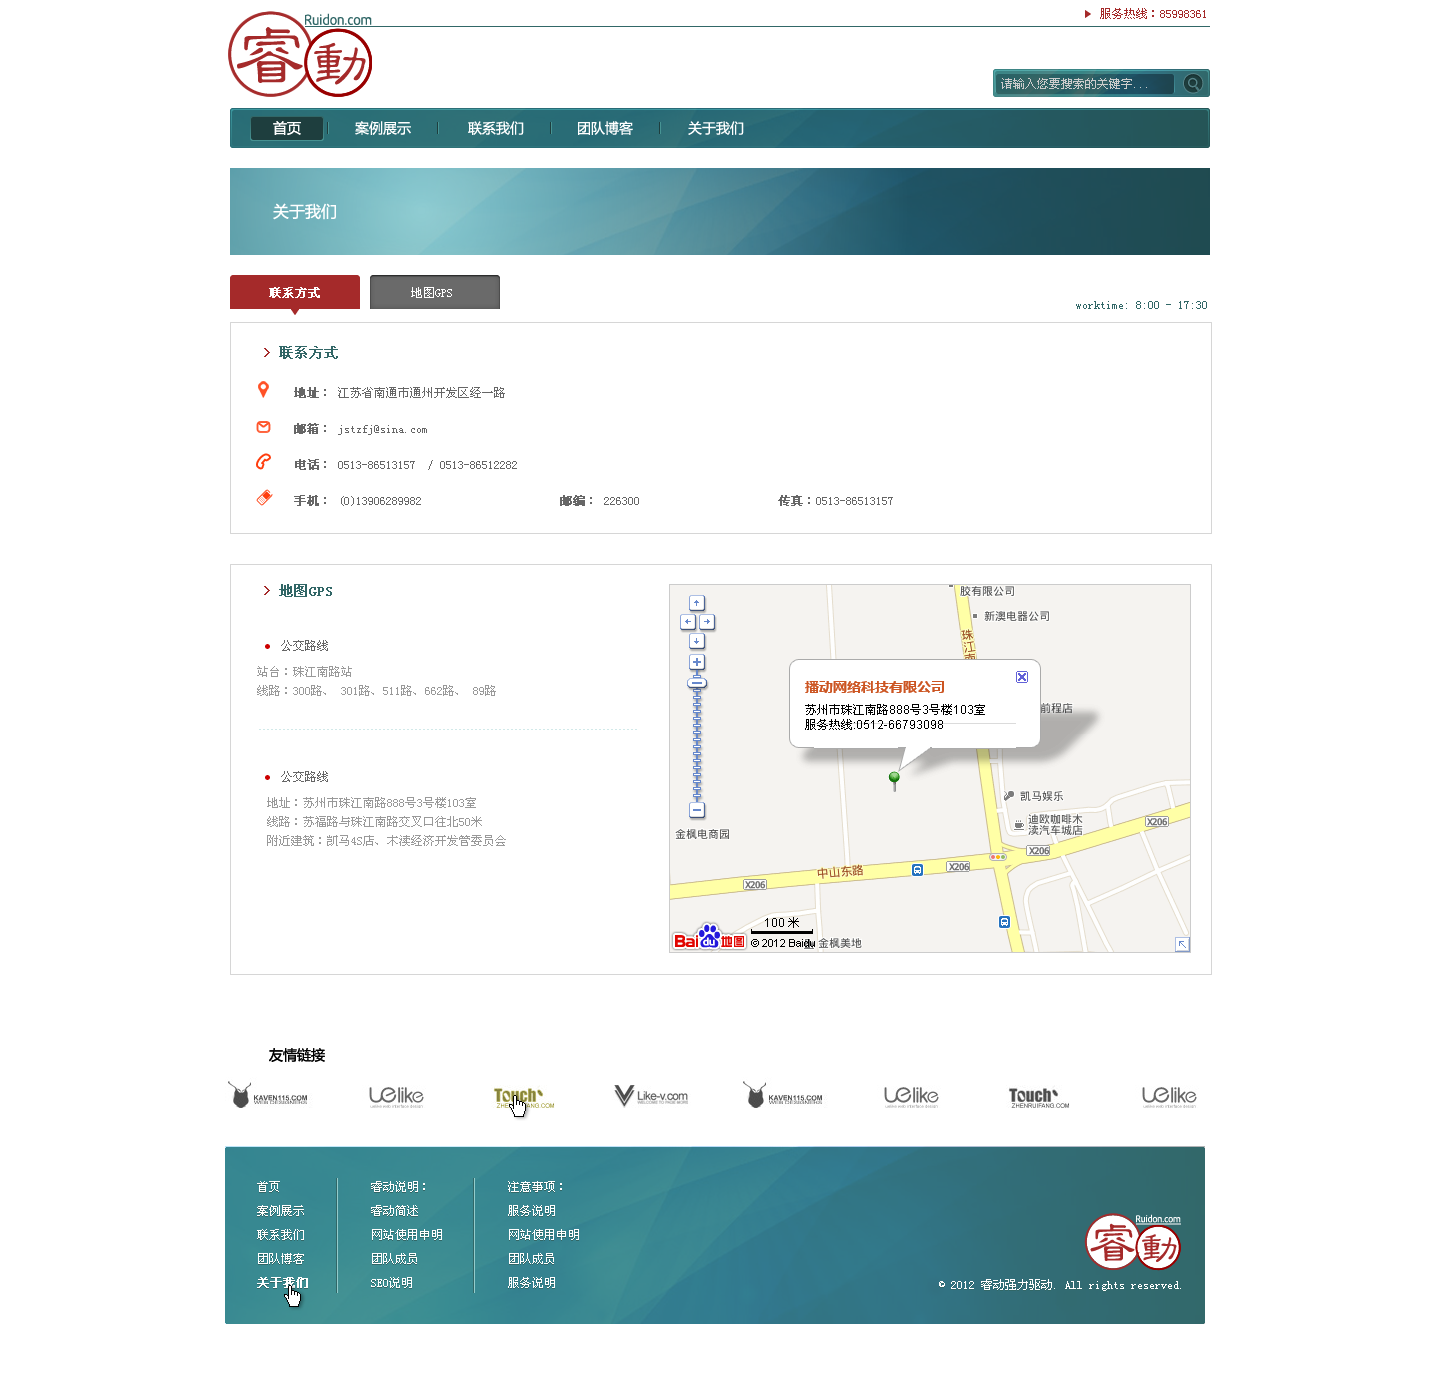 Ruidon.com
睿動
服务热线：85998361
请输入您要搜索的关键字...
首页 案例展示 联系我们 团队博客 关于我们
关于我们
联系方式 地图GPS
worktime: 8:00 - 17:30
联系方式
地址： 江苏省南通市通州开发区经一路
邮箱： jstzfj@sina.com
电话： 0513-86513157 / 0513-86512282
手机： (0)13906289982 邮编： 226300 传真：0513-86513157
地图GPS
公交路线
站台：珠江南路站
线路：300路、 301路、511路、662路、 89路
公交路线
地址：苏州市珠江南路888号3号楼103室
线路：苏福路与珠江南路交叉口往北50米
附近建筑：凯马4S店、木渎经济开发管委员会
胶有限公司
新澳电器公司
珠江南
播动网络科技有限公司
苏州市珠江南路888号3号楼103室
服务热线:0512-66793098
前程店
凯马娱乐
迪欧咖啡木
渎汽车城店
X206
金枫电商园
X206
中山东路
X206
X206
100 米
Bai du 地图
© 2012 Baidu
金枫美地
友情链接
KAVEN115.COM
WEB DESIGNERS
UElike
Touch
ZHENRUIFANG.COM
Like-v.com
KAVEN115.COM
WEB DESIGNERS
UElike
Touch
ZHENRUIFANG.COM
UElike
首页 睿动说明： 注意事项：
案例展示 睿动简述 服务说明
联系我们 网站使用申明 网站使用申明
团队博客 团队成员 团队成员
关于我们 SEO说明 服务说明
Ruidon.com
睿動
© 2012 睿动强力驱动. All rights reserved.